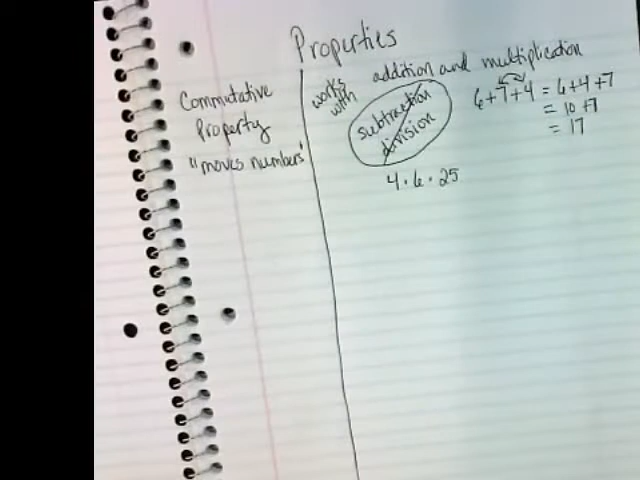 Properties
Commutative
Property
"moves numbers"
works
with
addition and multiplication
subtraction
division
6+7+4 = 6+4+7
= 10+7
= 17
4·6·25